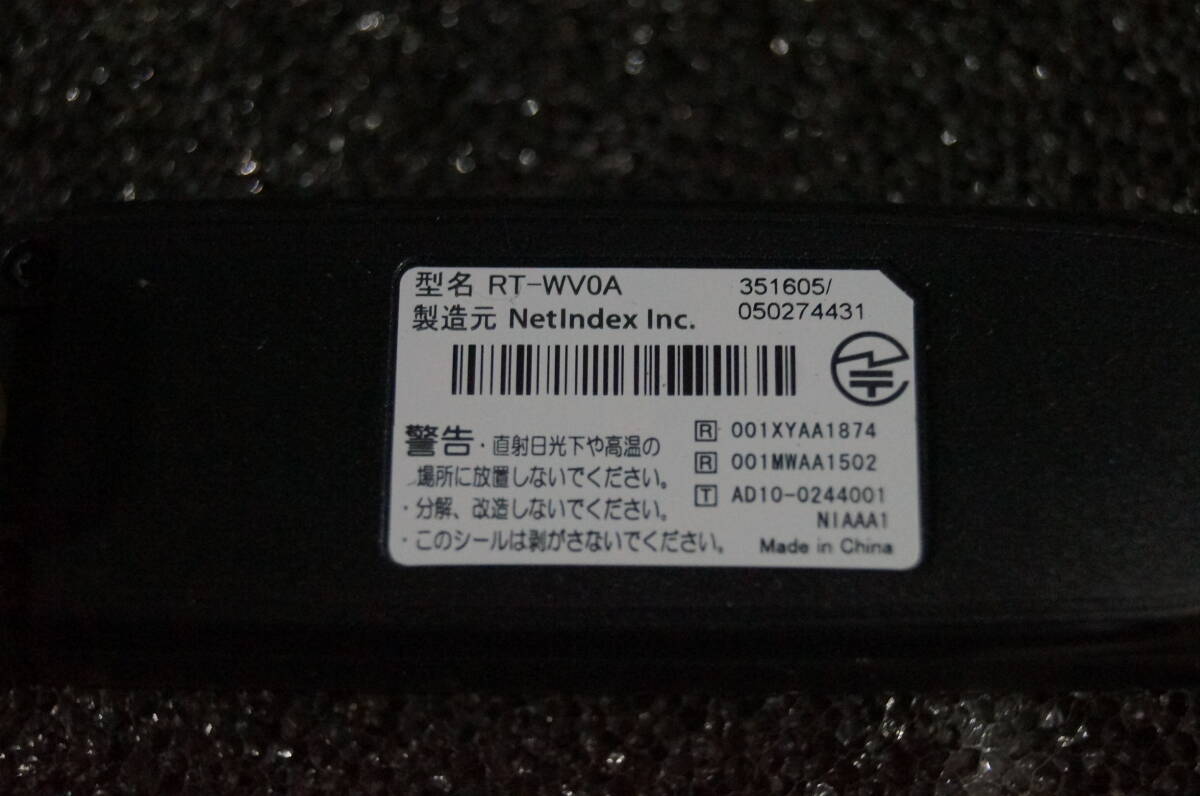 型名 RT-WV0A
351605/
050274431
製造元 NetIndex Inc.
警告・直射日光下や高温の
場所に放置しないでください。
・分解、改造しないでください。
・このシールは剥がさないでください。
R 001XYAA1874
R 001MWAA1502
T AD10-0244001
NIAAA1
Made in China